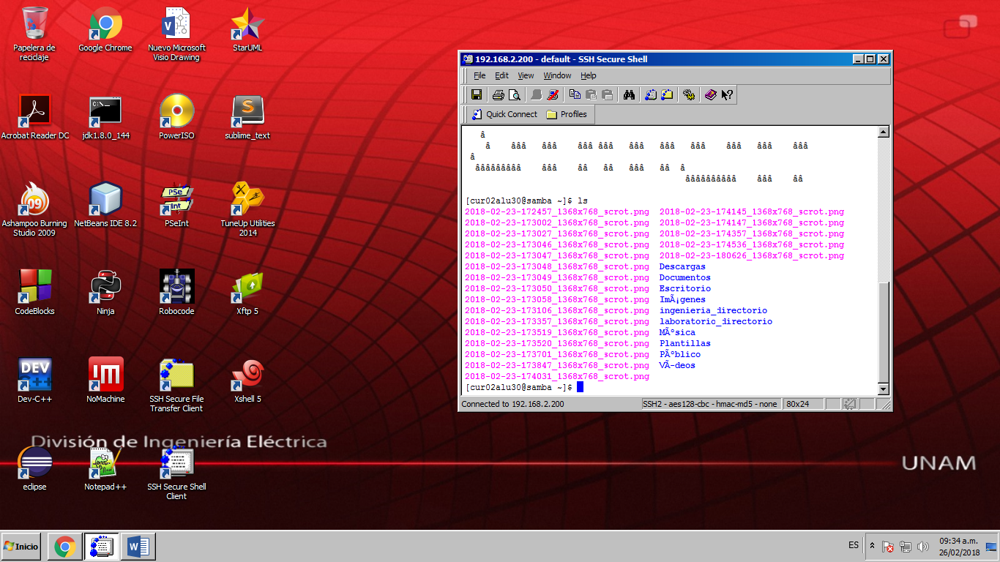 Papelera de
reciclaje
Google Chrome
Nuevo Microsoft
Visio Drawing
StarUML
Acrobat Reader DC
jdk1.8.0_144
PowerISO
sublime_text
Ashampoo Burning
Studio 2009
NetBeans IDE 8.2
PSe
Int
PSeInt
TuneUp Utilities
2014
CodeBlocks
Ninja
Robocode
Xftp 5
DEV
Dev-C++
NoMachine
SSH Secure File
Transfer Client
Xshell 5
División de Ingeniería Eléctrica
eclipse
Notepad++
SSH Secure Shell
Client
UNAM
192.168.2.200 - default - SSH Secure Shell
File Edit View Window Help
Quick Connect Profiles
â
â âââ âââ âââ âââ âââ âââ âââ âââ âââ âââ
â
âââââââââ âââ ââ ââ âââ ââ â
ââââââââââ âââ ââ
[cur02alu30@samba ~]$ ls
2018-02-23-172457_1368x768_scrot.png 2018-02-23-174145_1368x768_scrot.png
2018-02-23-173002_1368x768_scrot.png 2018-02-23-174147_1368x768_scrot.png
2018-02-23-173027_1368x768_scrot.png 2018-02-23-174357_1368x768_scrot.png
2018-02-23-173046_1368x768_scrot.png 2018-02-23-174536_1368x768_scrot.png
2018-02-23-173047_1368x768_scrot.png 2018-02-23-180626_1368x768_scrot.png
2018-02-23-173048_1368x768_scrot.png Descargas
2018-02-23-173049_1368x768_scrot.png Documentos
2018-02-23-173050_1368x768_scrot.png Escritorio
2018-02-23-173058_1368x768_scrot.png ImÃ¡genes
2018-02-23-173106_1368x768_scrot.png ingenieria_directorio
2018-02-23-173357_1368x768_scrot.png laboratorio_directorio
2018-02-23-173519_1368x768_scrot.png MÃºsica
2018-02-23-173520_1368x768_scrot.png Plantillas
2018-02-23-173701_1368x768_scrot.png PÃºblico
2018-02-23-173847_1368x768_scrot.png VÃ-deos
2018-02-23-174031_1368x768_scrot.png
[cur02alu30@samba ~]$
Connected to 192.168.2.200 SSH2 - aes128-cbc - hmac-md5 - none 80x24
Inicio
ES
09:34 a.m.
26/02/2018